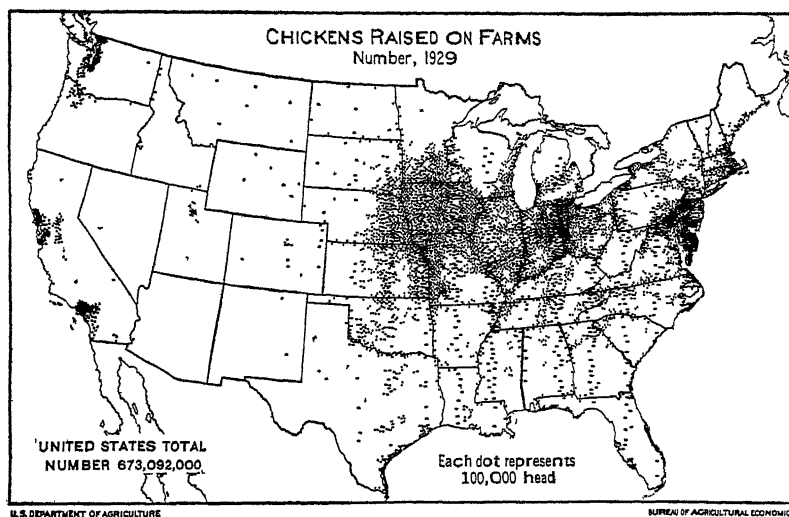 CHICKENS RAISED ON FARMS
Number, 1929
UNITED STATES TOTAL
NUMBER 673,092,000
Each dot represents
100,000 head
U.S. DEPARTMENT OF AGRICULTURE
BUREAU OF AGRICULTURAL ECONOMIC